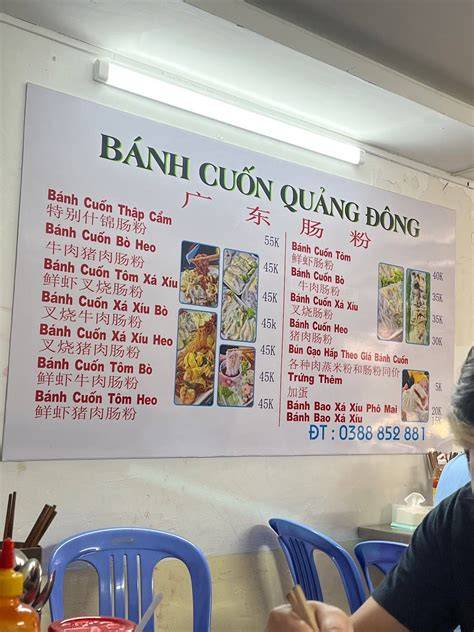 BÁNH CUỐN QUẢNG ĐÔNG
广东肠粉
Bánh Cuốn Thập Cẩm 55K
特别什锦肠粉
Bánh Cuốn Bò Heo 45K
牛肉猪肉肠粉
Bánh Cuốn Tôm Xá Xíu 45K
鲜虾叉烧肠粉
Bánh Cuốn Xá Xíu Bò 45K
叉烧牛肉肠粉
Bánh Cuốn Xá Xíu Heo 45k
叉烧猪肉肠粉
Bánh Cuốn Tôm Bò 45K
鲜虾牛肉肠粉
Bánh Cuốn Tôm Heo 45K
鲜虾猪肉肠粉
Bánh Cuốn Tôm 40K
鲜虾肠粉
Bánh Cuốn Bò 35K
牛肉肠粉
Bánh Cuốn Xá Xíu 35K
叉烧肠粉
Bánh Cuốn Heo 30K
猪肉肠粉
Bún Gạo Hấp Theo Giá Bánh Cuốn
各种肉蒸米粉和肠粉同价
Trứng Thêm 5K
加蛋
Bánh Bao Xá Xíu Phô Mai 20K
Bánh Bao Xá Xíu
ĐT : 0388 852 881